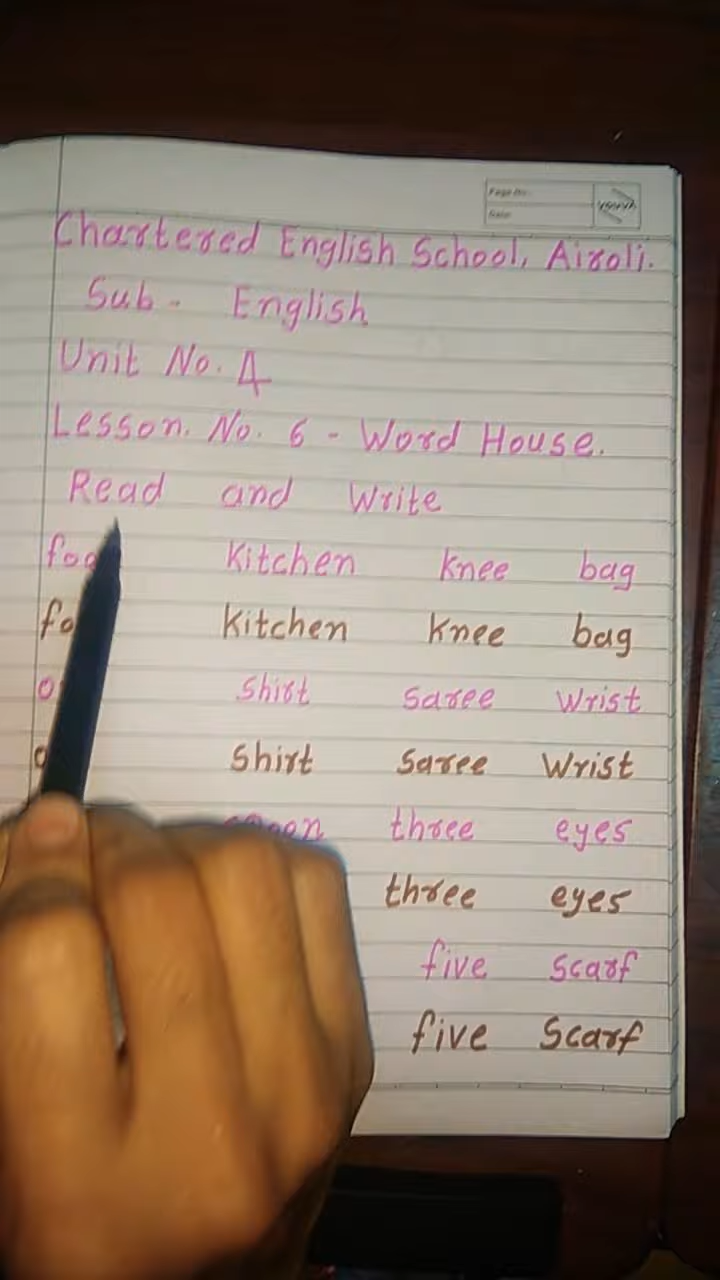 Chartered English School, Airoli.
Sub - English
Unit No. 4
Lesson. No. 6 - Word House.
Read and Write
Kitchen knee bag
Kitchen knee bag
Shirt Saree Wrist
Shirt Saree Wrist
three eyes
three eyes
five Scarf
five Scarf